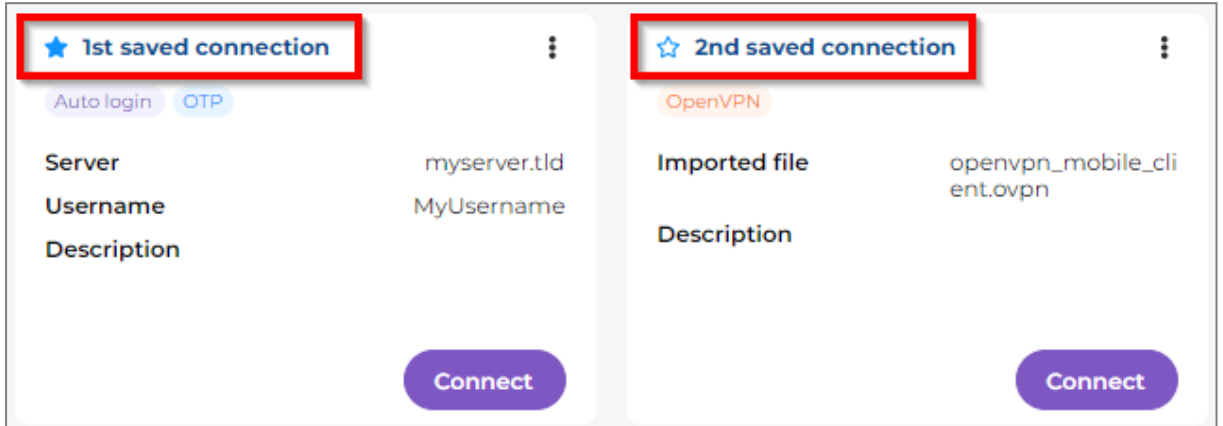 1st saved connection
Auto login OTP
Server myserver.tld
Username MyUsername
Description
Connect
2nd saved connection
OpenVPN
Imported file openvpn_mobile_cli
ent.ovpn
Description
Connect